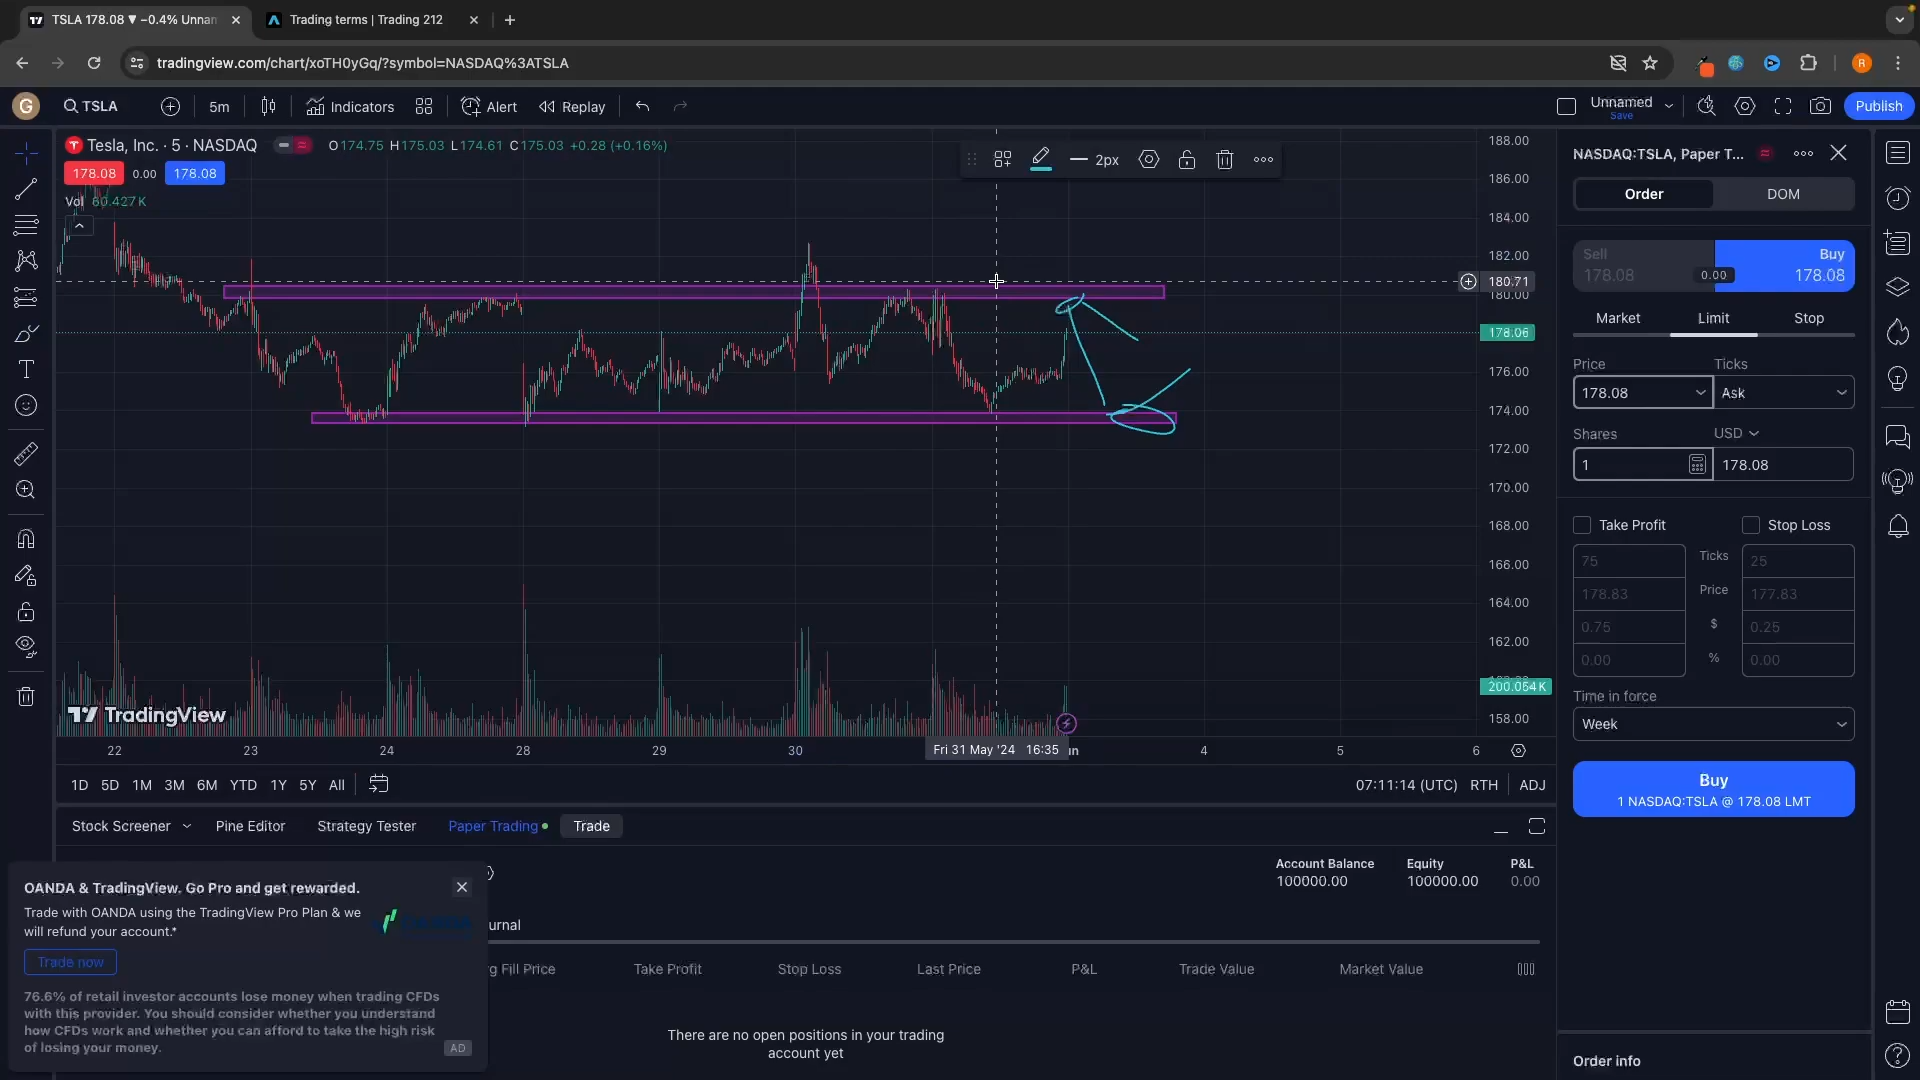 TSLA 178.08 ▼ −0.4% Unnan
Trading terms | Trading 212
tradingview.com/chart/xoTH0yGq/?symbol=NASDAQ%3ATSLA
R
G
TSLA
5m
Indicators
Alert
Replay
Unnamed
Save
Publish
Tesla, Inc. · 5 · NASDAQ
O174.75 H175.03 L174.61 C175.03 +0.28 (+0.16%)
178.08
0.00
178.08
Vol 60.427K
2px
188.00
186.00
184.00
182.00
180.71
180.00
178.06
176.00
174.00
172.00
170.00
168.00
166.00
164.00
162.00
200.064K
158.00
TradingView
22
23
24
28
29
30
Fri 31 May '24 16:35
un
4
5
6
1D
5D
1M
3M
6M
YTD
1Y
5Y
All
07:11:14 (UTC)
RTH
ADJ
Stock Screener
Pine Editor
Strategy Tester
Paper Trading
Trade
Account Balance
100000.00
Equity
100000.00
P&L
0.00
urnal
g Fill Price
Take Profit
Stop Loss
Last Price
P&L
Trade Value
Market Value
There are no open positions in your trading
account yet
OANDA & TradingView. Go Pro and get rewarded.
Trade with OANDA using the TradingView Pro Plan & we
will refund your account.*
Trade now
76.6% of retail investor accounts lose money when trading CFDs
with this provider. You should consider whether you understand
how CFDs work and whether you can afford to take the high risk
of losing your money.
AD
NASDAQ:TSLA, Paper T...
Order
DOM
Sell
178.08
0.00
Buy
178.08
Market
Limit
Stop
Price
Ticks
178.08
Ask
Shares
USD
1
178.08
Take Profit
Stop Loss
75
Ticks
25
178.83
Price
177.83
0.75
$
0.25
0.00
%
0.00
Time in force
Week
Buy
1 NASDAQ:TSLA @ 178.08 LMT
Order info